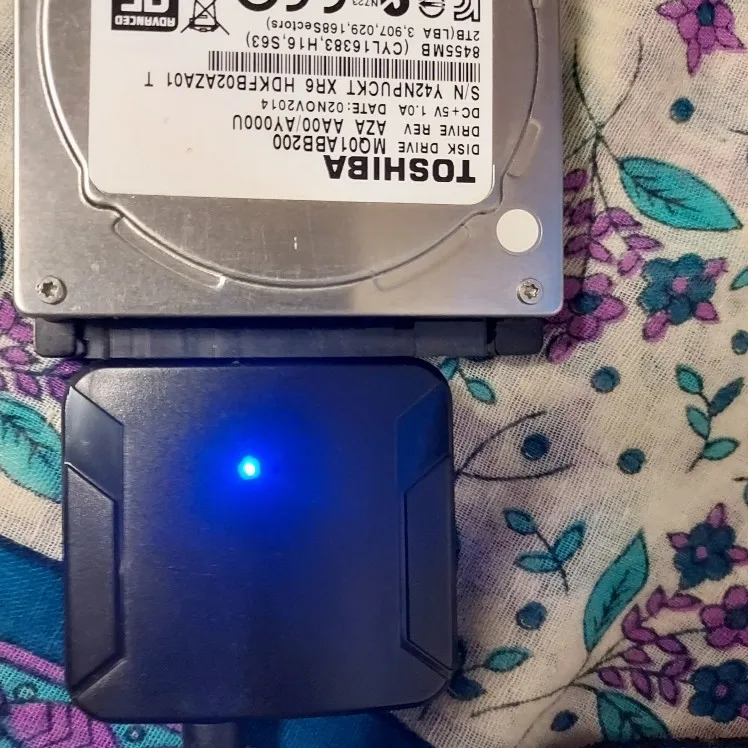 TOSHIBA
DISK DRIVE MQ01ABB200
DRIVE REV AZA AA00/AY000U
DC+5V 1.0A DATE:02NOV2014
S/N Y42NPUCKT XR6 HDKFB02AZA01 T
8455MB (CYL16383,H16,S63)
2TB(LBA 3,907,029,168Sectors)
ADVANCED
N723